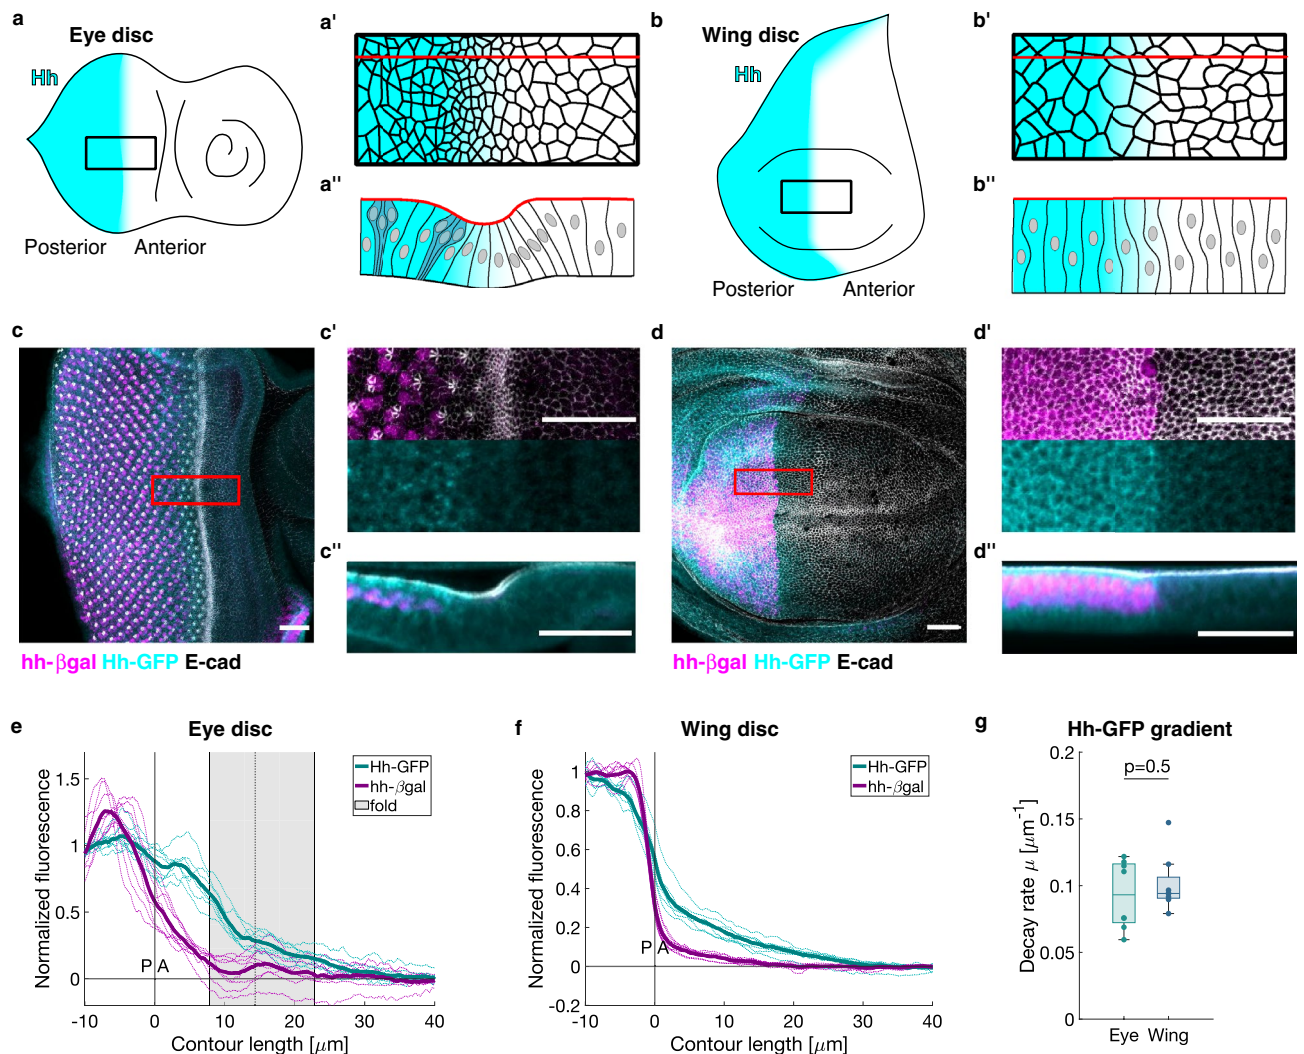 a
Eye disc
Hh
Posterior
Anterior
a'
a''
b
Wing disc
Hh
Posterior
Anterior
b'
b''
c
c'
c''
hh-βgal Hh-GFP E-cad
d
d'
d''
hh-βgal Hh-GFP E-cad
e
Eye disc
Normalized fluorescence
1.5
1
0.5
0
Hh-GFP
hh-βgal
fold
P A
-10 0 10 20 30 40
Contour length [μm]
f
Wing disc
Normalized fluorescence
1
0.8
0.6
0.4
0.2
0
-0.2
Hh-GFP
hh-βgal
P A
-10 0 10 20 30 40
Contour length [μm]
g
Hh-GFP gradient
Decay rate μ [μm⁻¹]
0.2
0.15
0.1
0.05
0
p=0.5
Eye Wing